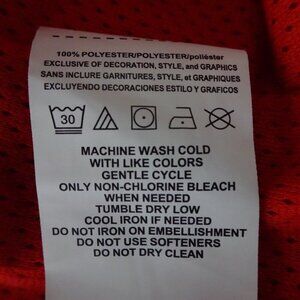 100% POLYESTER/POLYESTER/poliéster
EXCLUSIVE OF DECORATION, STYLE, and GRAPHICS
SANS INCLURE GARNITURES, STYLE, et GRAPHIQUES
EXCLUYENDO DECORACIONES ESTILO Y GRAFICOS
30
MACHINE WASH COLD
WITH LIKE COLORS
GENTLE CYCLE
ONLY NON-CHLORINE BLEACH
WHEN NEEDED
TUMBLE DRY LOW
COOL IRON IF NEEDED
DO NOT IRON ON EMBELLISHMENT
DO NOT USE SOFTENERS
DO NOT DRY CLEAN